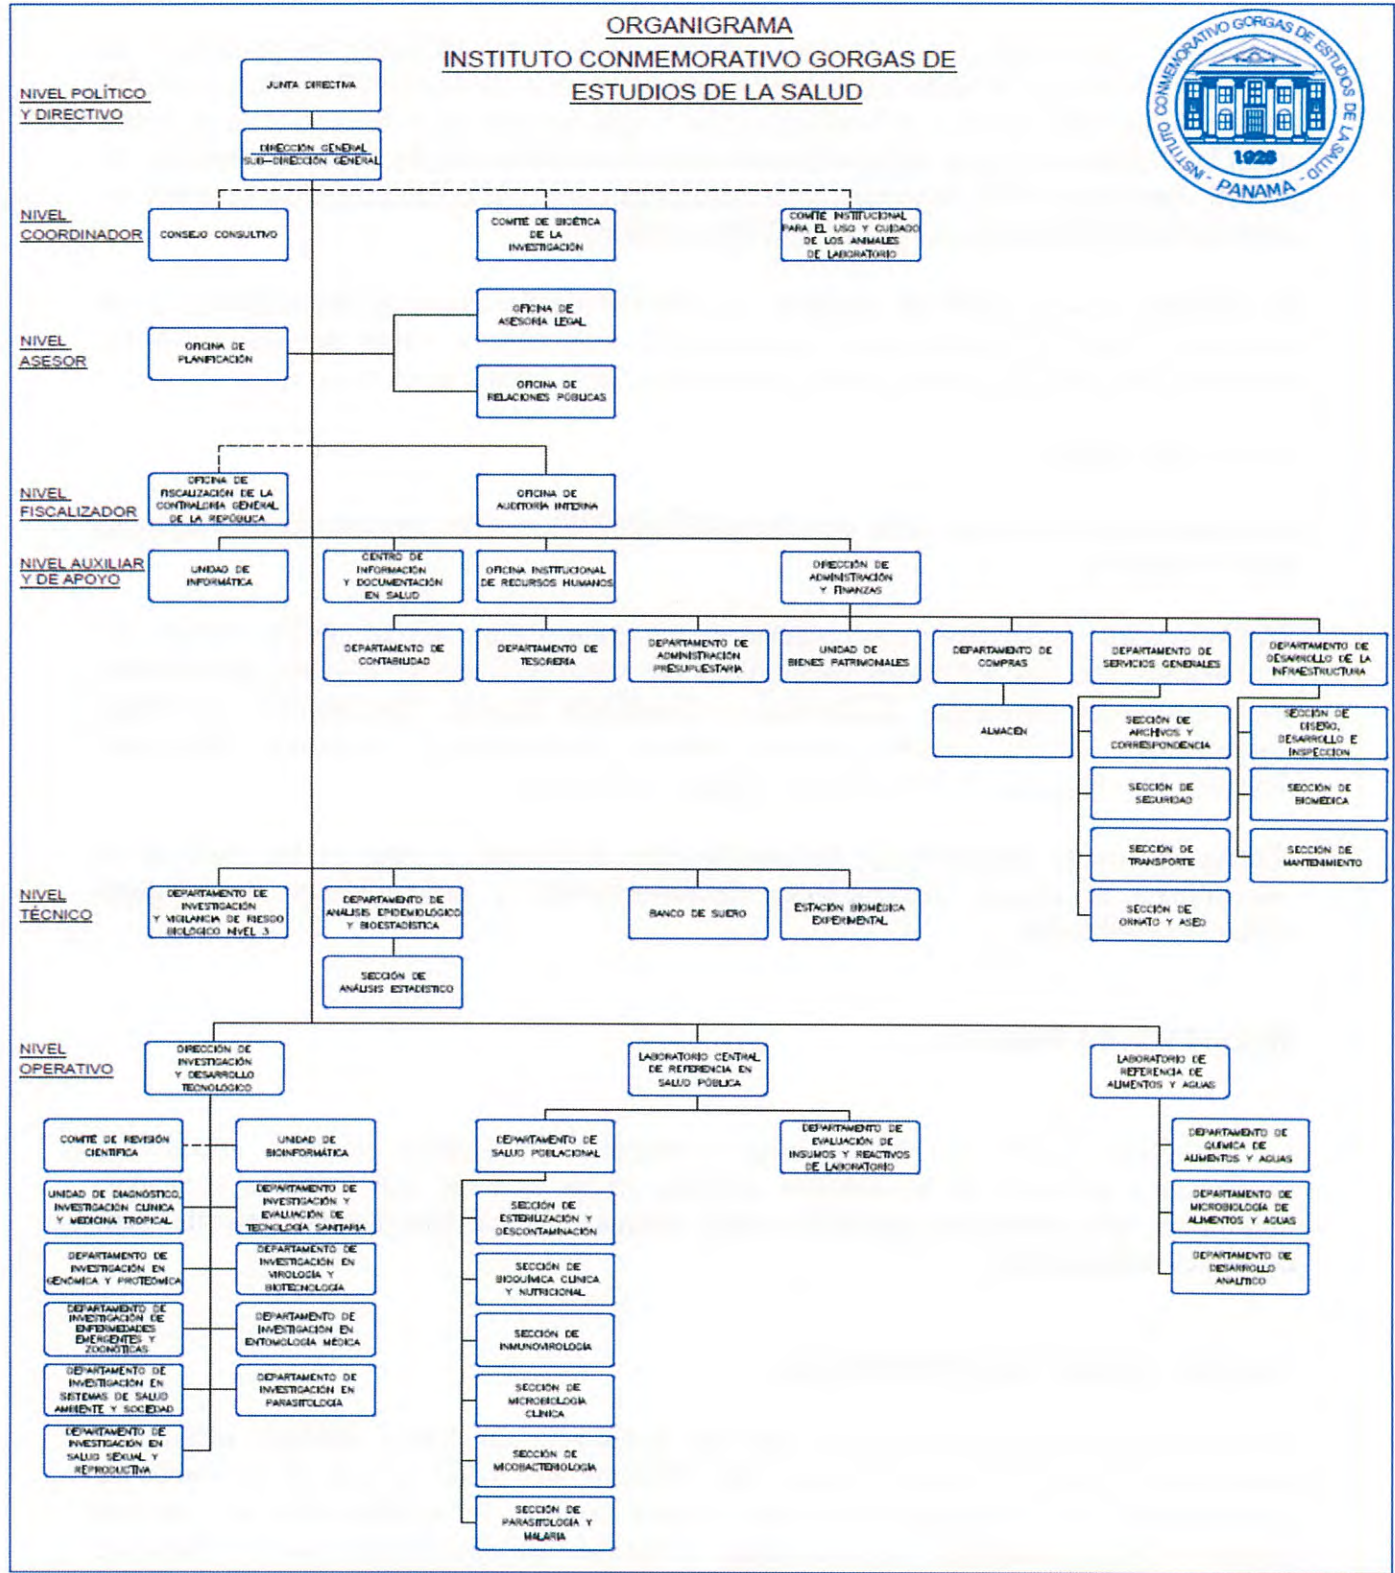 ORGANIGRAMA
INSTITUTO CONMEMORATIVO GORGAS DE
ESTUDIOS DE LA SALUD
INSTITUTO CONMEMORATIVO GORGAS DE ESTUDIOS DE LA SALUD
1928
- PANAMA -
NIVEL POLÍTICO
Y DIRECTIVO
JUNTA DIRECTIVA
DIRECCIÓN GENERAL
SUB-DIRECCIÓN GENERAL
NIVEL
COORDINADOR
CONSEJO CONSULTIVO
COMITÉ DE BIOÉTICA
DE LA
INVESTIGACIÓN
COMITÉ INSTITUCIONAL
PARA EL USO Y CUIDADO
DE LOS ANIMALES
DE LABORATORIO
NIVEL
ASESOR
OFICINA DE
PLANIFICACIÓN
OFICINA DE
ASESORÍA LEGAL
OFICINA DE
RELACIONES PÚBLICAS
NIVEL
FISCALIZADOR
OFICINA DE
FISCALIZACIÓN DE LA
CONTRALORÍA GENERAL
DE LA REPÚBLICA
OFICINA DE
AUDITORÍA INTERNA
NIVEL AUXILIAR
Y DE APOYO
UNIDAD DE
INFORMÁTICA
CENTRO DE
INFORMACIÓN
Y DOCUMENTACIÓN
EN SALUD
OFICINA INSTITUCIONAL
DE RECURSOS HUMANOS
DIRECCIÓN DE
ADMINISTRACIÓN
Y FINANZAS
DEPARTAMENTO DE
CONTABILIDAD
DEPARTAMENTO DE
TESORERIA
DEPARTAMENTO DE
ADMINISTRACIÓN
PRESUPUESTARIA
UNIDAD DE
BIENES PATRIMONIALES
DEPARTAMENTO DE
COMPRAS
DEPARTAMENTO DE
SERVICIOS GENERALES
DEPARTAMENTO DE
DESARROLLO DE LA
INFRAESTRUCTURA
ALMACÉN
SECCIÓN DE
ARCHIVOS Y
CORRESPONDENCIA
SECCIÓN DE
DISEÑO,
DESARROLLO E
INSPECCION
SECCIÓN DE
SEGURIDAD
SECCIÓN DE
BIOMÉDICA
SECCIÓN DE
TRANSPORTE
SECCIÓN DE
MANTENIMIENTO
SECCIÓN DE
ORNATO Y ASEO
NIVEL
TÉCNICO
DEPARTAMENTO DE
INVESTIGACIÓN
Y VIGILANCIA DE RIESGO
BIOLÓGICO NIVEL 3
DEPARTAMENTO DE
ANÁLISIS EPIDEMIOLÓGICO
Y BIOESTADÍSTICA
BANCO DE SUERO
ESTACIÓN BIOMÉDICA
EXPERIMENTAL
SECCIÓN DE
ANÁLISIS ESTADÍSTICO
NIVEL
OPERATIVO
DIRECCIÓN DE
INVESTIGACIÓN
Y DESARROLLO
TECNOLÓGICO
LABORATORIO CENTRAL
DE REFERENCIA EN
SALUD PÚBLICA
LABORATORIO DE
REFERENCIA DE
ALIMENTOS Y AGUAS
COMITÉ DE REVISIÓN
CIENTÍFICA
UNIDAD DE
BIOINFORMÁTICA
UNIDAD DE DIAGNÓSTICO,
INVESTIGACIÓN CLINICA
Y MEDICINA TROPICAL
DEPARTAMENTO DE
INVESTIGACIÓN Y
EVALUACIÓN DE
TECNOLOGÍA SANITARIA
DEPARTAMENTO DE
INVESTIGACIÓN EN
GENÓMICA Y PROTEÓMICA
DEPARTAMENTO DE
INVESTIGACIÓN EN
VIROLOGÍA Y
BIOTECNOLOGÍA
DEPARTAMENTO DE
INVESTIGACIÓN DE
ENFERMEDADES
EMERGENTES Y
ZOONÓTICAS
DEPARTAMENTO DE
INVESTIGACIÓN EN
ENTOMOLOGÍA MÉDICA
DEPARTAMENTO DE
INVESTIGACIÓN EN
SISTEMAS DE SALUD
AMBIENTE Y SOCIEDAD
DEPARTAMENTO DE
INVESTIGACIÓN EN
PARASITOLOGÍA
DEPARTAMENTO DE
INVESTIGACIÓN EN
SALUD SEXUAL Y
REPRODUCTIVA
DEPARTAMENTO DE
SALUD POBLACIONAL
DEPARTAMENTO DE
EVALUACIÓN DE
INSUMOS Y REACTIVOS
DE LABORATORIO
SECCIÓN DE
ESTERILIZACIÓN Y
DESCONTAMINACIÓN
SECCIÓN DE
BIOQUÍMICA CLÍNICA
Y NUTRICIONAL
SECCIÓN DE
INMUNOVIROLOGÍA
SECCIÓN DE
MICROBIOLOGÍA
CLÍNICA
SECCIÓN DE
MICOBACTERIOLOGÍA
SECCIÓN DE
PARASITOLOGIA Y
MALARIA
DEPARTAMENTO DE
QUÍMICA DE
ALIMENTOS Y AGUAS
DEPARTAMENTO DE
MICROBIOLOGÍA DE
ALIMENTOS Y AGUAS
DEPARTAMENTO DE
DESARROLLO
ANALÍTICO